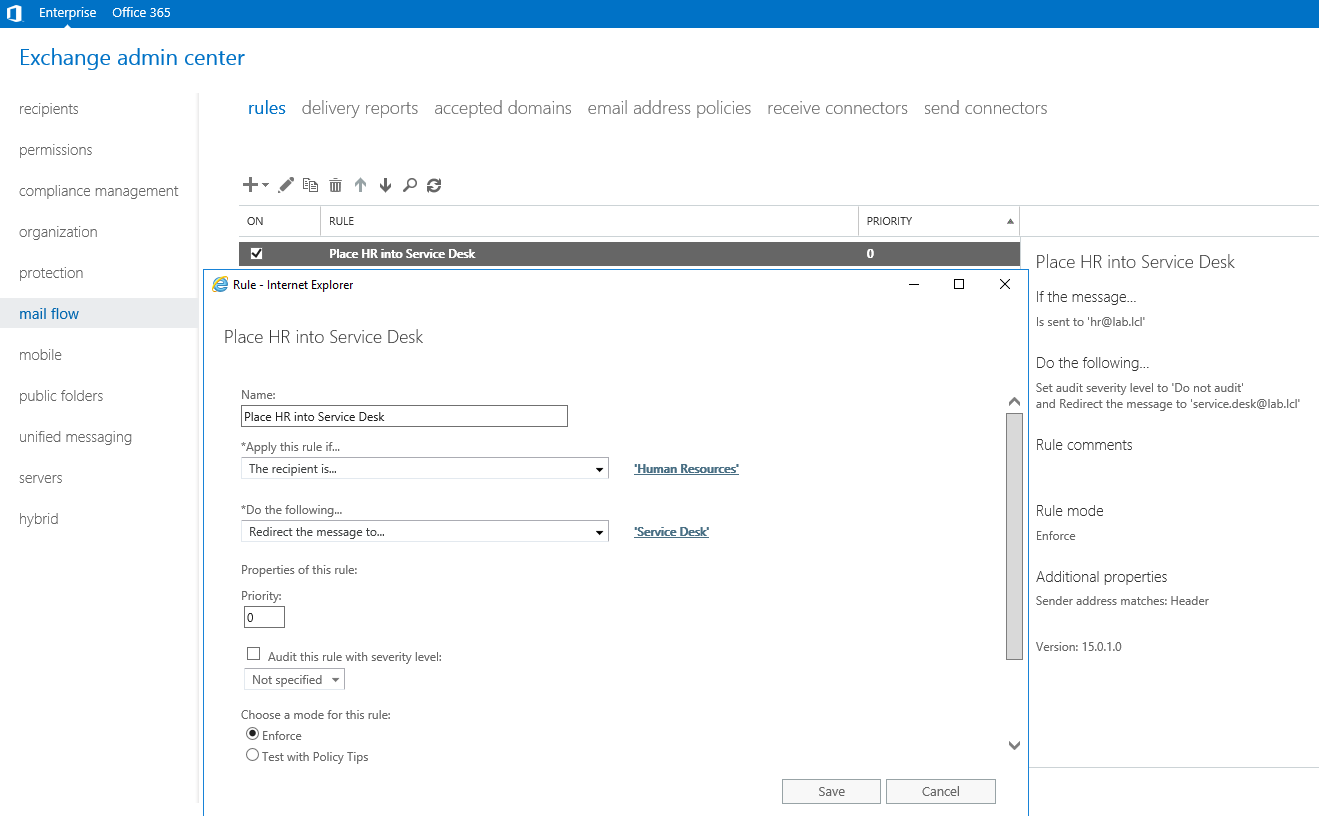 Enterprise Office 365
Exchange admin center
recipients
permissions
compliance management
organization
protection
mail flow
mobile
public folders
unified messaging
servers
hybrid
rules delivery reports accepted domains email address policies receive connectors send connectors
ON RULE PRIORITY
Place HR into Service Desk 0
Rule - Internet Explorer
Place HR into Service Desk
Name:
Place HR into Service Desk
*Apply this rule if...
The recipient is... 'Human Resources'
*Do the following...
Redirect the message to... 'Service Desk'
Properties of this rule:
Priority:
0
Audit this rule with severity level:
Not specified
Choose a mode for this rule:
Enforce
Test with Policy Tips
Save Cancel
Place HR into Service Desk
If the message...
Is sent to 'hr@lab.lcl'
Do the following...
Set audit severity level to 'Do not audit'
and Redirect the message to 'service.desk@lab.lcl'
Rule comments
Rule mode
Enforce
Additional properties
Sender address matches: Header
Version: 15.0.1.0